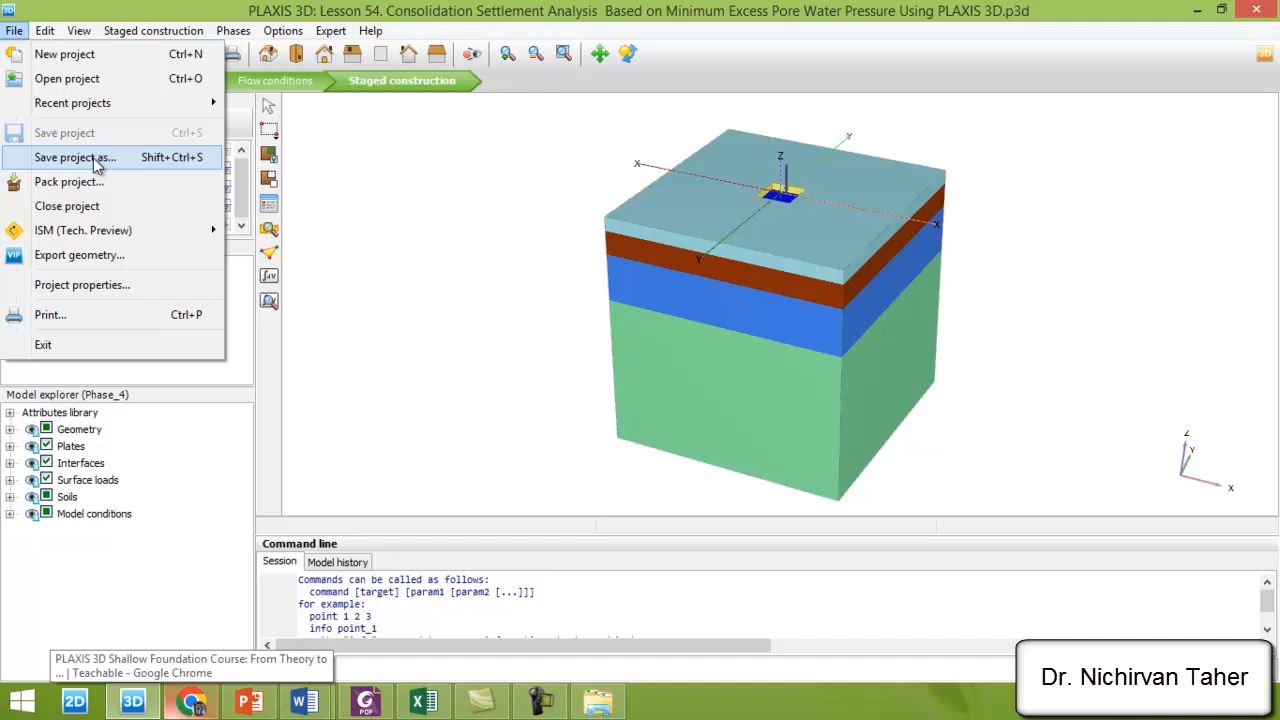 PLAXIS 3D: Lesson 54. Consolidation Settlement Analysis Based on Minimum Excess Pore Water Pressure Using PLAXIS 3D.p3d
File Edit View Staged construction Phases Options Expert Help
New project Ctrl+N
Open project Ctrl+O
Recent projects
Save project Ctrl+S
Save project as... Shift+Ctrl+S
Pack project...
Close project
ISM (Tech. Preview)
VIP Export geometry...
Project properties...
Print... Ctrl+P
Exit
Flow conditions Staged construction
3D
Y
Z
X
X
Y
Model explorer (Phase_4)
Attributes library
Geometry
Plates
Interfaces
Surface loads
Soils
Model conditions
Z
Y
X
Command line
Session Model history
Commands can be called as follows:
command [target] [param1 [param2 [...]]]
for example:
point 1 2 3
info point_1
PLAXIS 3D Shallow Foundation Course: From Theory to
... | Teachable - Google Chrome
2D 3D
PDF
Dr. Nichirvan Taher